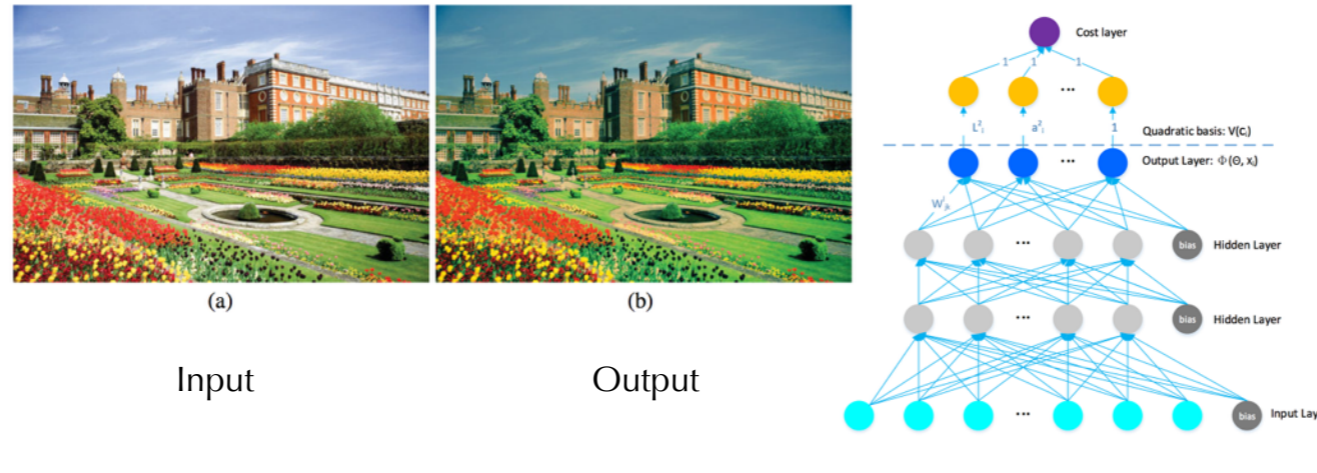 (a)
(b)
Input
Output
Cost layer
1 1 1
...
L²ᵢ a²ᵢ 1
Quadratic basis: V(cᵢ)
Output Layer: Φ(Θ, xᵢ)
...
Wˡⱼₖ
... bias Hidden Layer
... bias Hidden Layer
... bias Input Lay